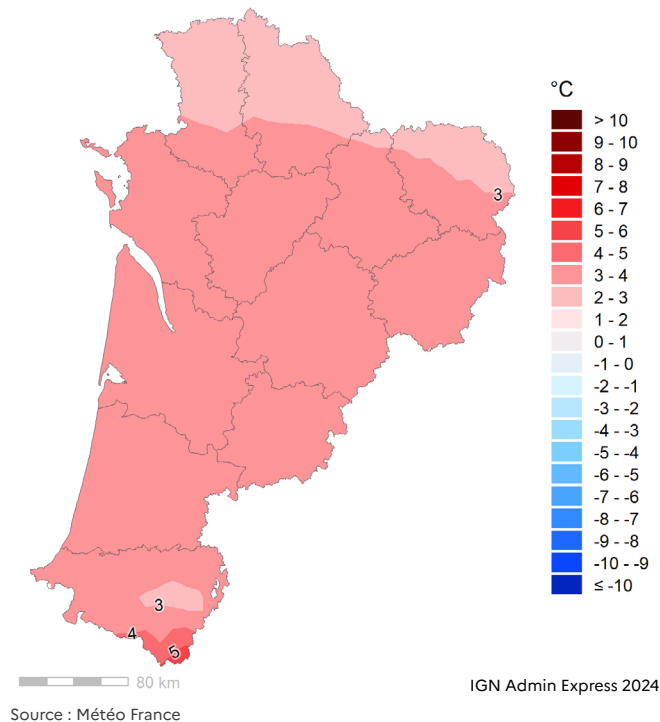 °C
> 10
9 - 10
8 - 9
7 - 8
6 - 7
5 - 6
4 - 5
3 - 4
2 - 3
1 - 2
0 - 1
-1 - 0
-2 - -1
-3 - -2
-4 - -3
-5 - -4
-6 - -5
-7 - -6
-8 - -7
-9 - -8
-10 - -9
≤ -10
3
3
4
5
80 km
IGN Admin Express 2024
Source : Météo France